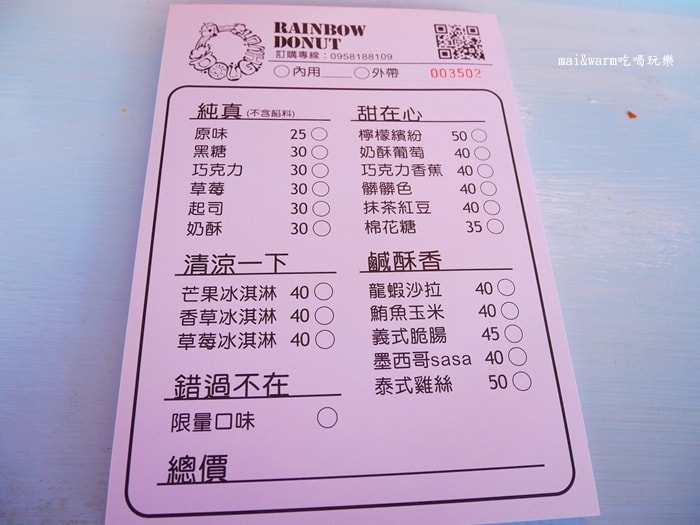 RAINBOW
DONUT
訂購專線：0958188109
內用 外帶 003502
mai&warm吃喝玩樂
純真 (不含餡料)
原味 25
黑糖 30
巧克力 30
草莓 30
起司 30
奶酥 30
甜在心
檸檬繽紛 50
奶酥葡萄 40
巧克力香蕉 40
髒髒色 40
抹茶紅豆 40
棉花糖 35
清涼一下
芒果冰淇淋 40
香草冰淇淋 40
草莓冰淇淋 40
鹹酥香
龍蝦沙拉 40
鮪魚玉米 40
義式脆腸 45
墨西哥sasa 40
泰式雞絲 50
錯過不在
限量口味
總價